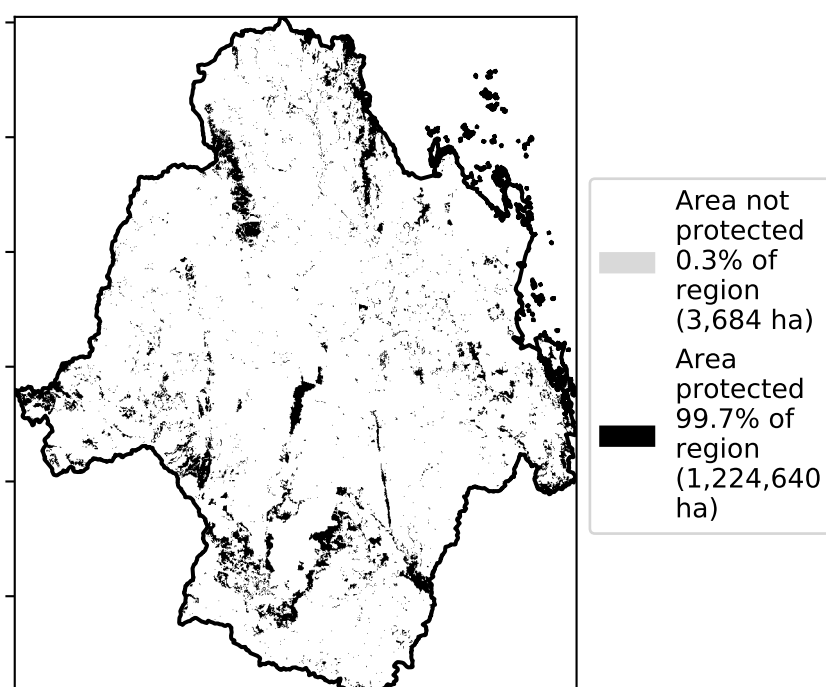 Area not
protected
0.3% of
region
(3,684 ha)
Area
protected
99.7% of
region
(1,224,640
ha)